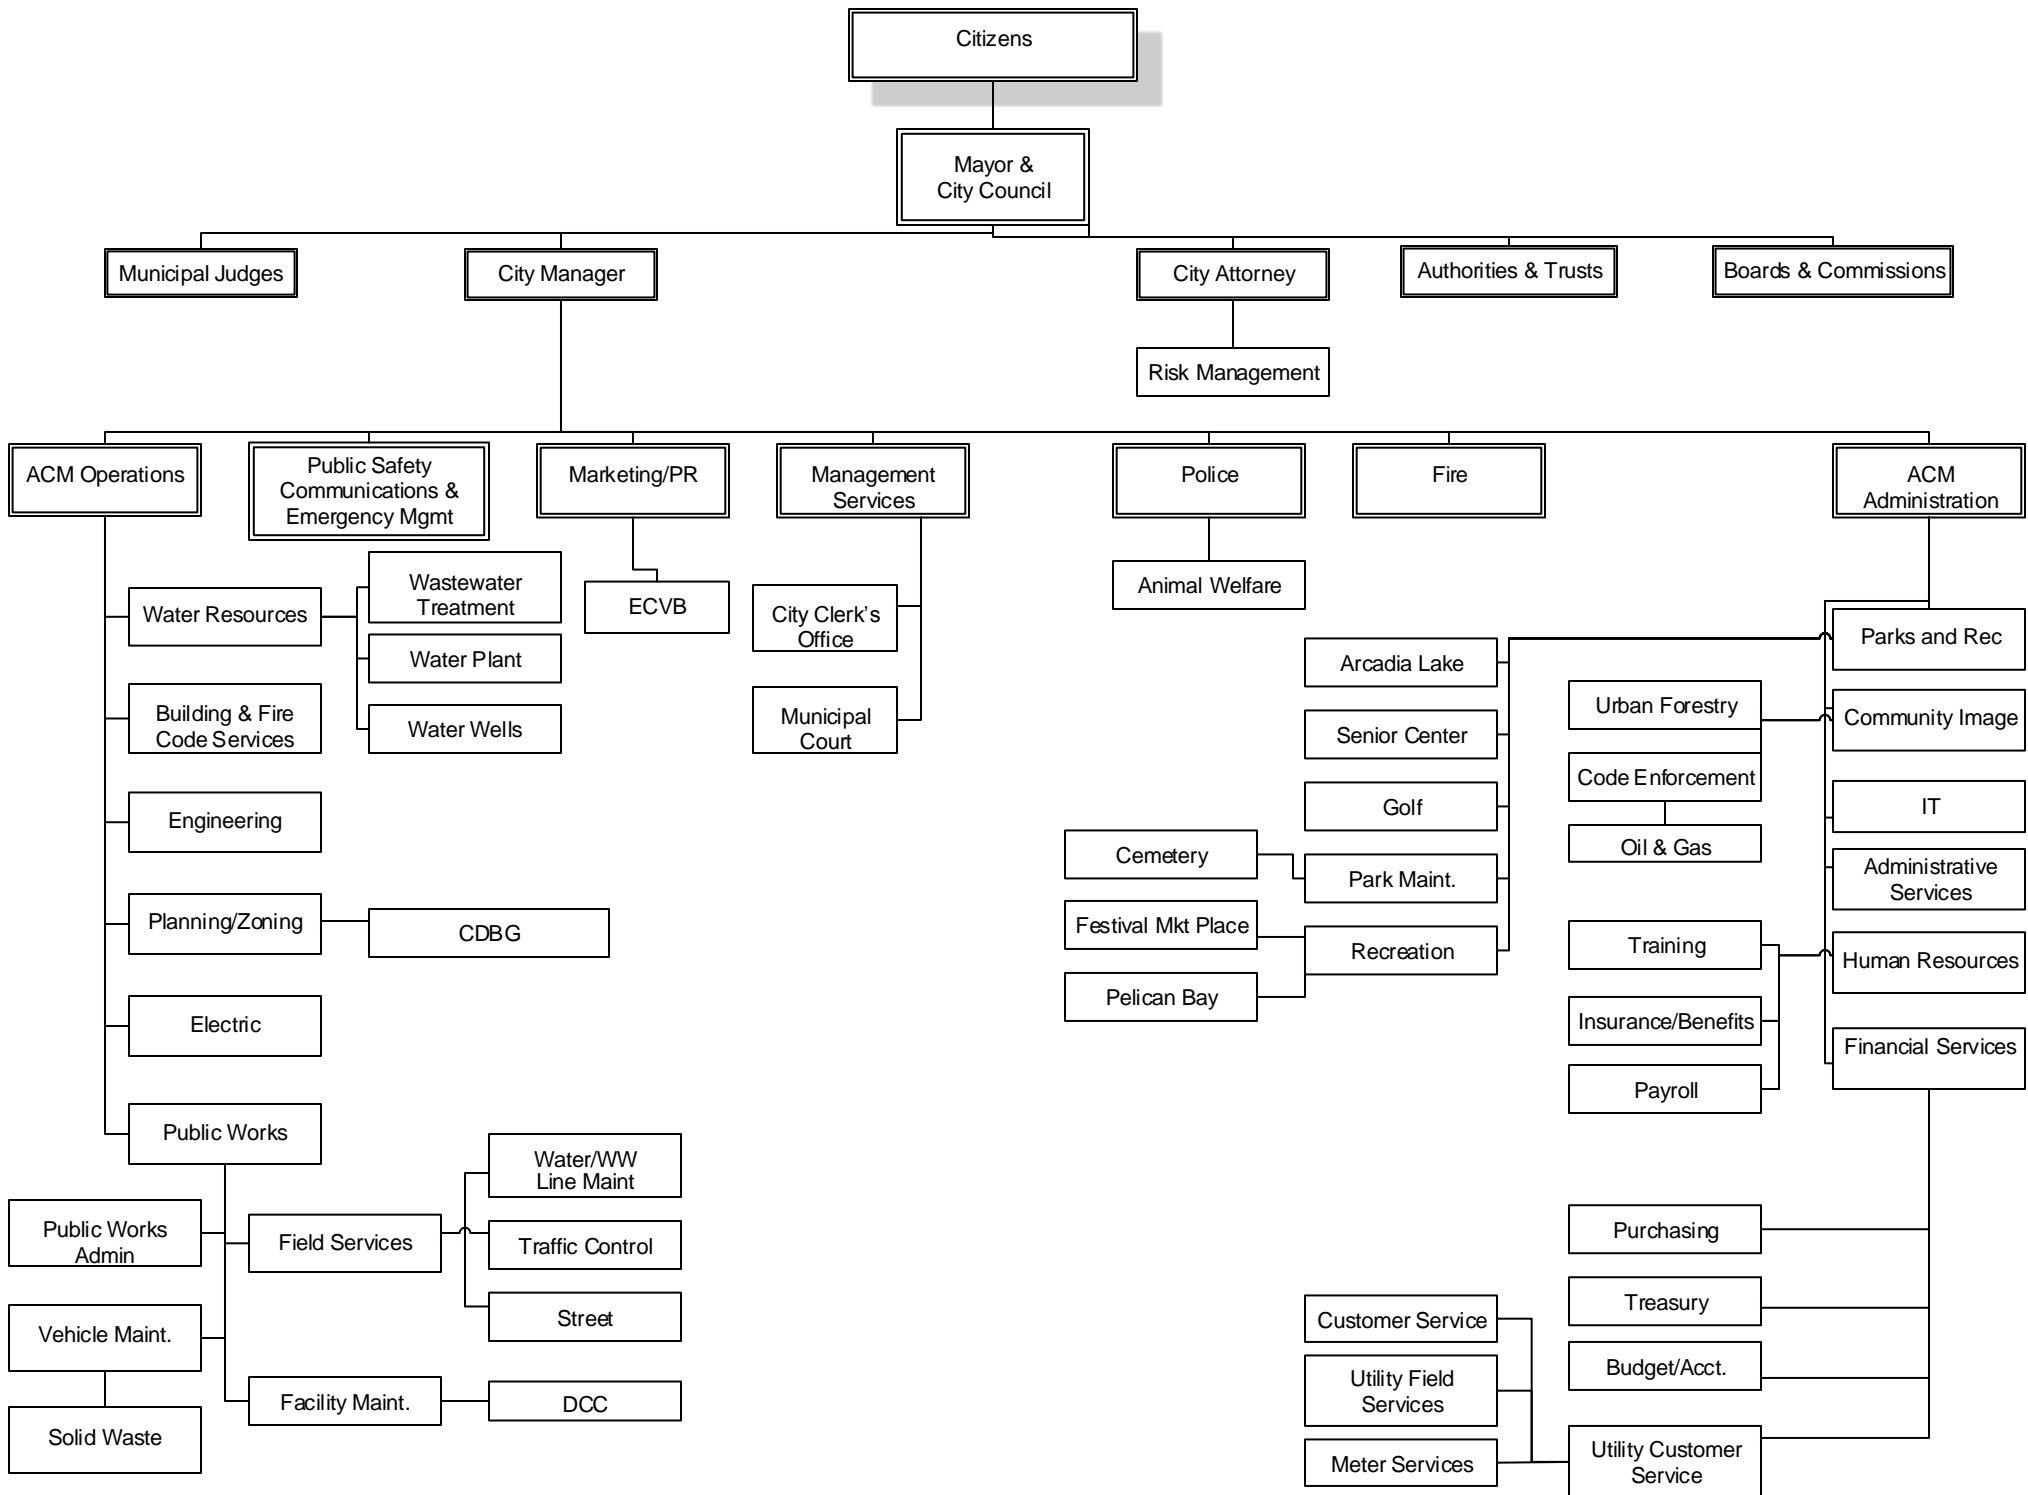 Citizens
Mayor &
City Council
Municipal Judges
City Manager
City Attorney
Authorities & Trusts
Boards & Commissions
Risk Management
ACM Operations
Public Safety
Communications &
Emergency Mgmt
Marketing/PR
Management
Services
Police
Fire
ACM
Administration
Water Resources
Wastewater
Treatment
Water Plant
Water Wells
ECVB
City Clerk's
Office
Municipal
Court
Animal Welfare
Building & Fire
Code Services
Engineering
Planning/Zoning
CDBG
Electric
Public Works
Public Works
Admin
Field Services
Water/WW
Line Maint
Traffic Control
Street
Vehicle Maint.
Solid Waste
Facility Maint.
DCC
Parks and Rec
Arcadia Lake
Senior Center
Golf
Park Maint.
Cemetery
Recreation
Festival Mkt Place
Pelican Bay
Community Image
Urban Forestry
Code Enforcement
Oil & Gas
IT
Administrative
Services
Human Resources
Training
Insurance/Benefits
Payroll
Financial Services
Purchasing
Treasury
Budget/Acct.
Utility Customer
Service
Customer Service
Utility Field
Services
Meter Services